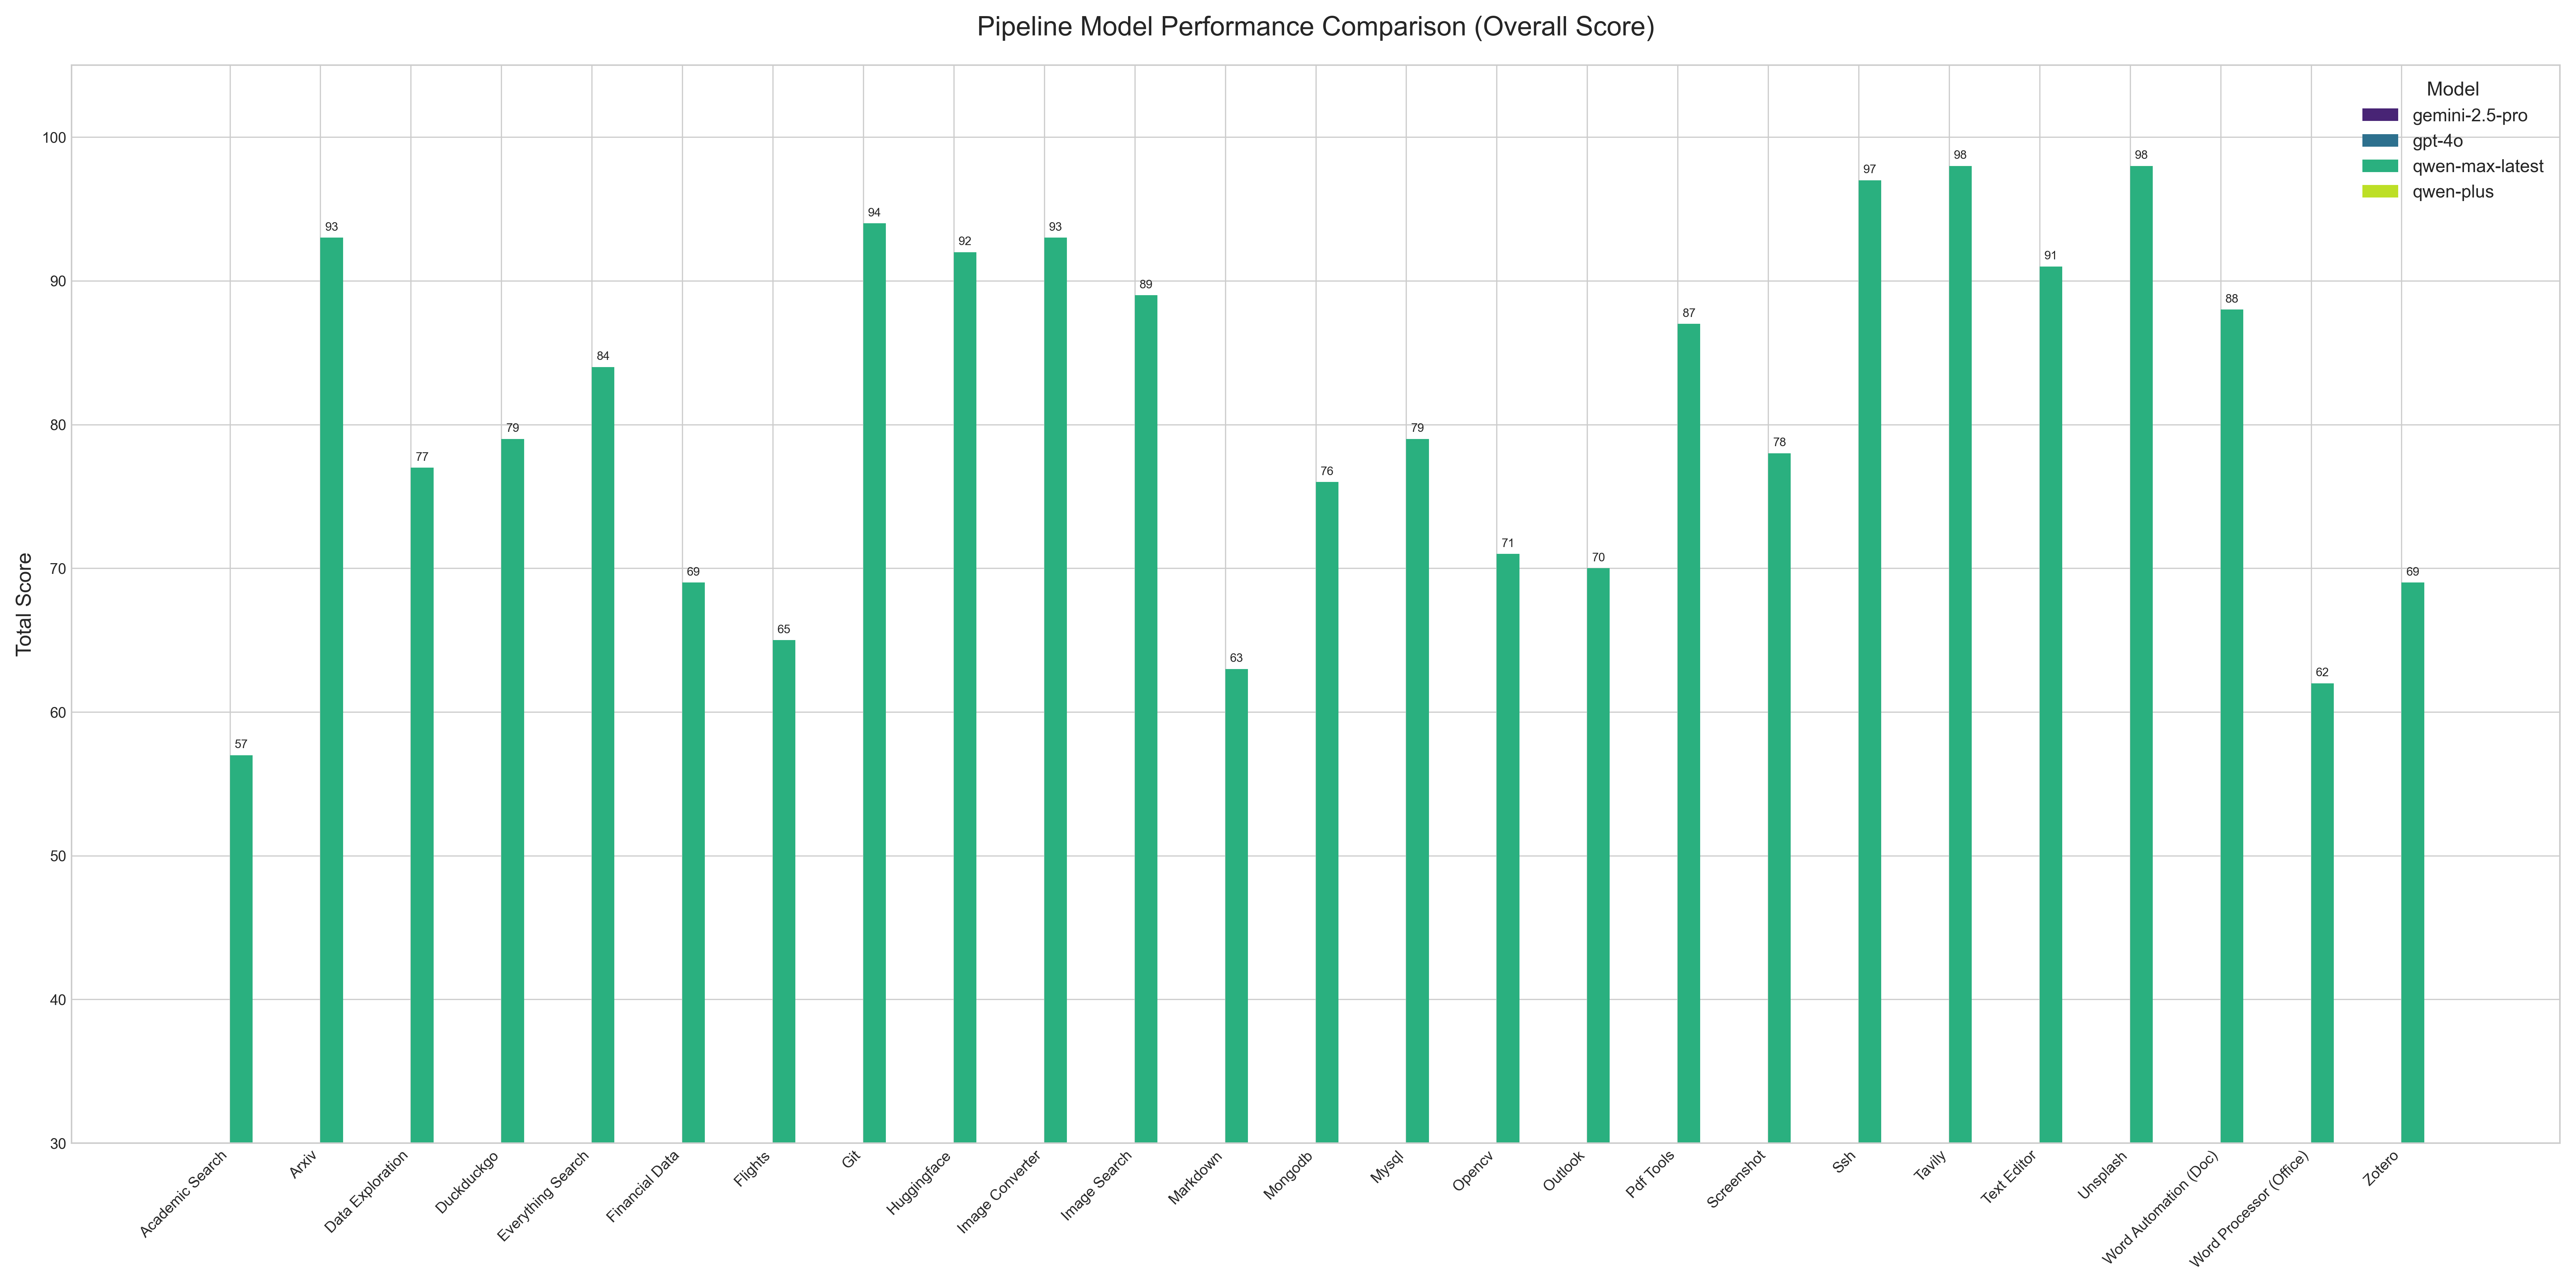 Pipeline Model Performance Comparison (Overall Score)
Model
gemini-2.5-pro
gpt-4o
qwen-max-latest
qwen-plus
Total Score
100
90
80
70
60
50
40
30
57
93
77
79
84
69
65
94
92
93
89
63
76
79
71
70
87
78
97
98
91
98
88
62
69
Academic Search
Arxiv
Data Exploration
Duckduckgo
Everything Search
Financial Data
Flights
Git
Huggingface
Image Converter
Image Search
Markdown
Mongodb
Mysql
Opencv
Outlook
Pdf Tools
Screenshot
Ssh
Tavily
Text Editor
Unsplash
Word Automation (Doc)
Word Processor (Office)
Zotero